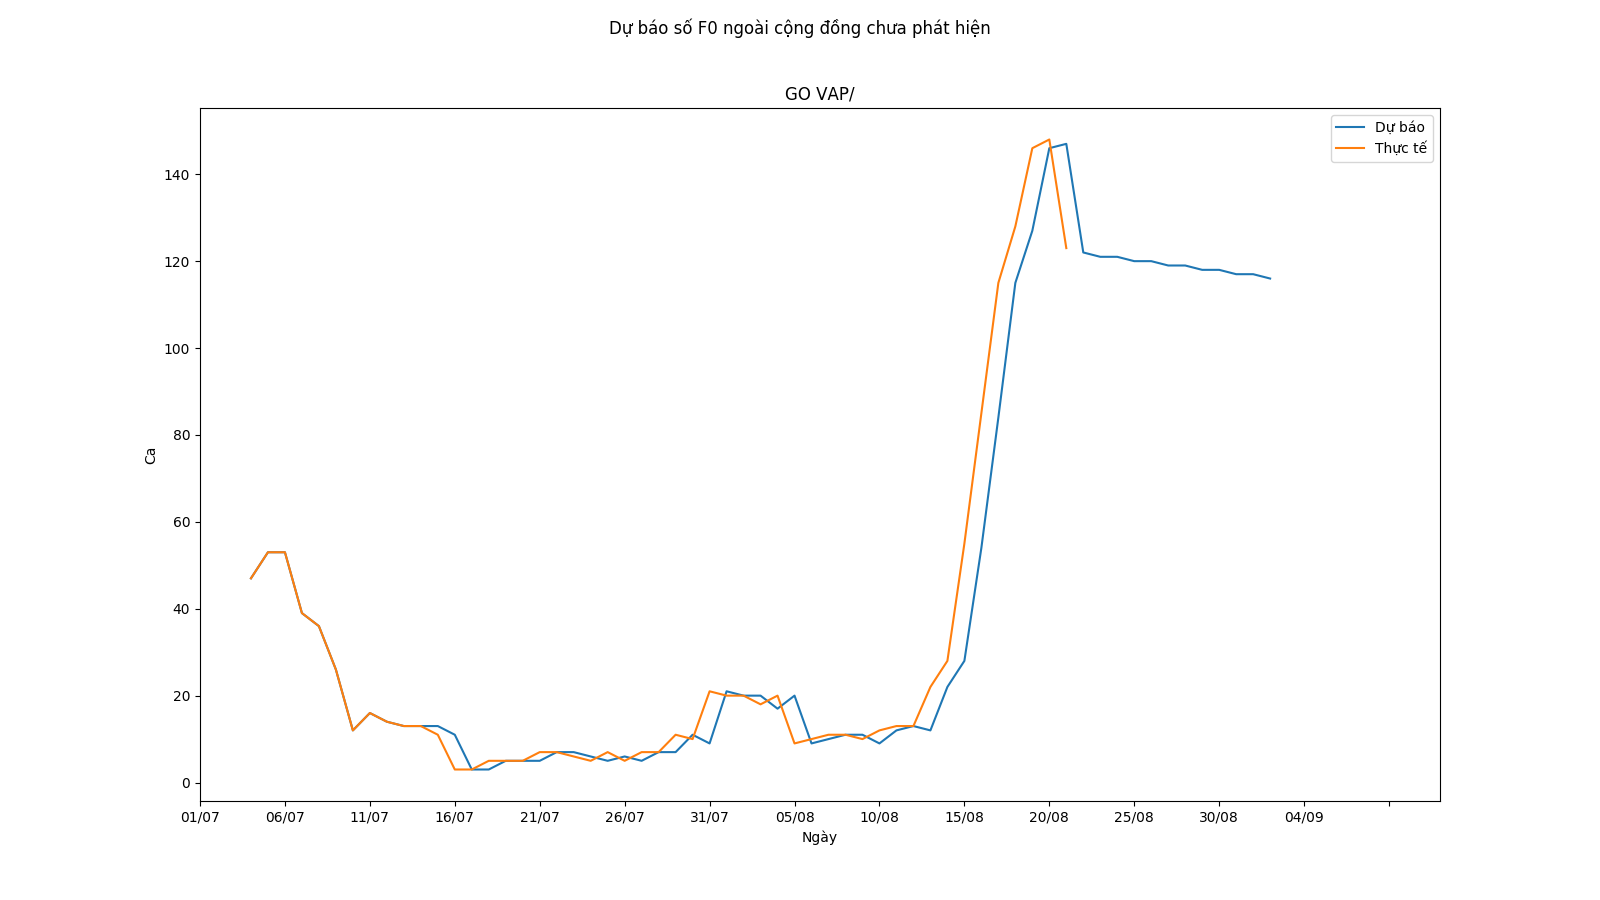 Dự báo số F0 ngoài cộng đồng chưa phát hiện
GO VAP/
Dự báo
Thực tế
140
120
100
80
60
40
20
0
Ca
01/07 06/07 11/07 16/07 21/07 26/07 31/07 05/08 10/08 15/08 20/08 25/08 30/08 04/09
Ngày